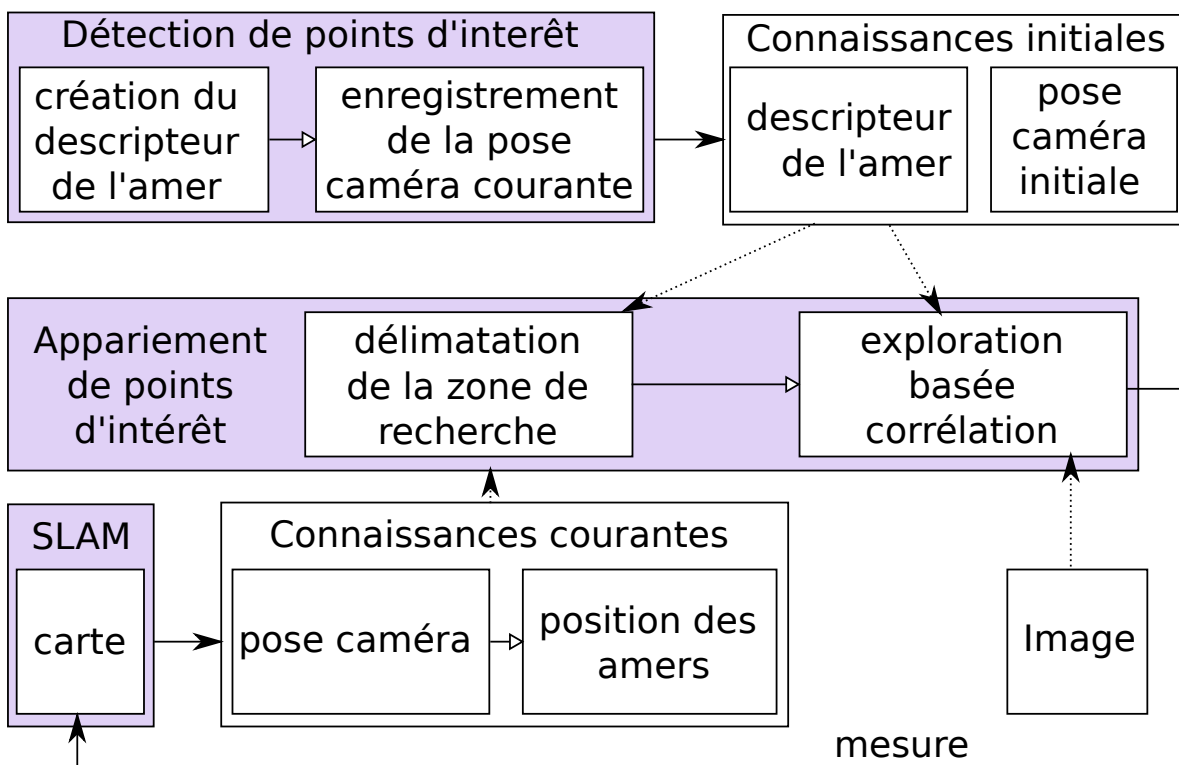 Détection de points d'interêt
création du
descripteur
de l'amer
enregistrement
de la pose
caméra courante
Connaissances initiales
descripteur
de l'amer
pose
caméra
initiale
Appariement
de points
d'intérêt
délimatation
de la zone de
recherche
exploration
basée
corrélation
SLAM
carte
Connaissances courantes
pose caméra
position des
amers
Image
mesure